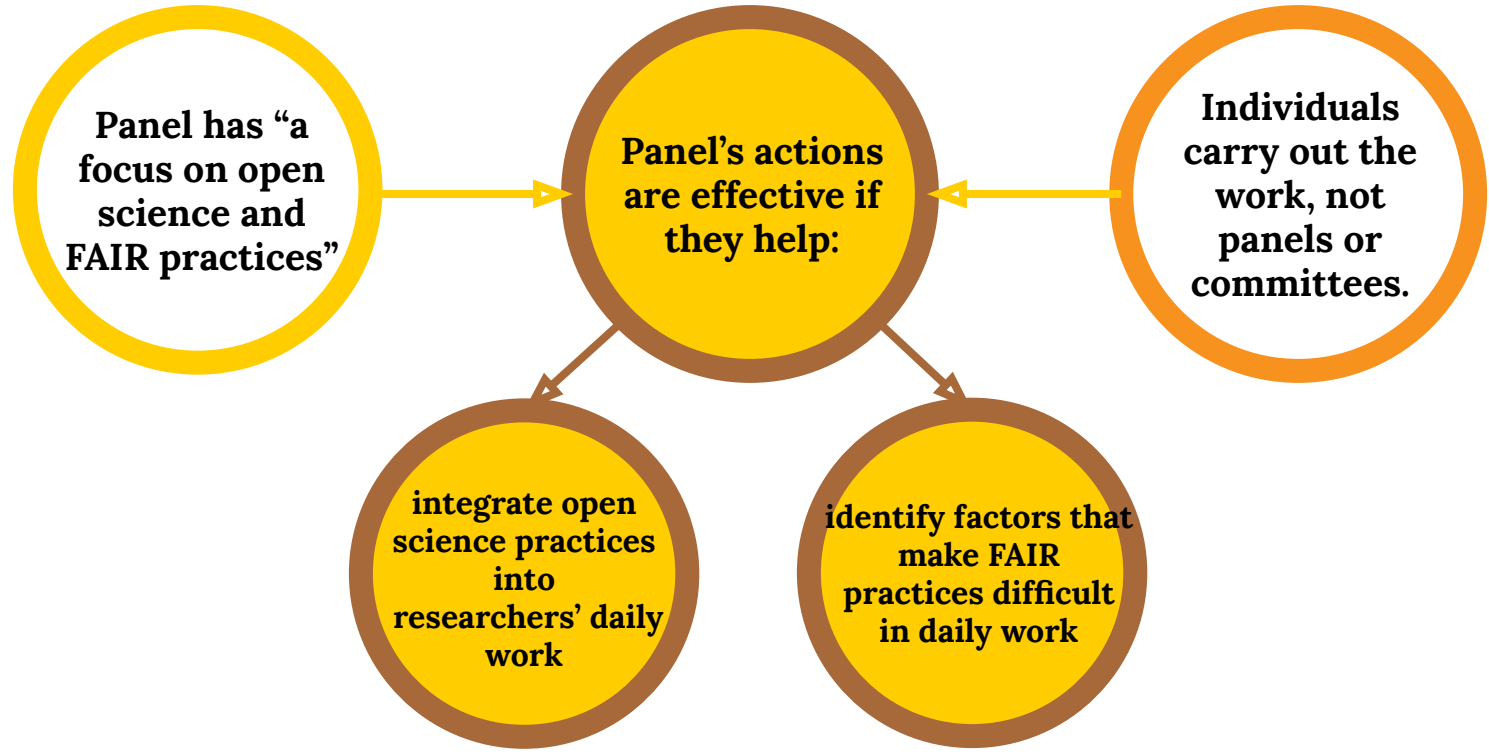 Panel has “a
focus on open
science and
FAIR practices”
Panel’s actions
are effective if
they help:
Individuals
carry out the
work, not
panels or
committees.
integrate open
science practices
into
researchers’ daily
work
identify factors that
make FAIR
practices difficult
in daily work